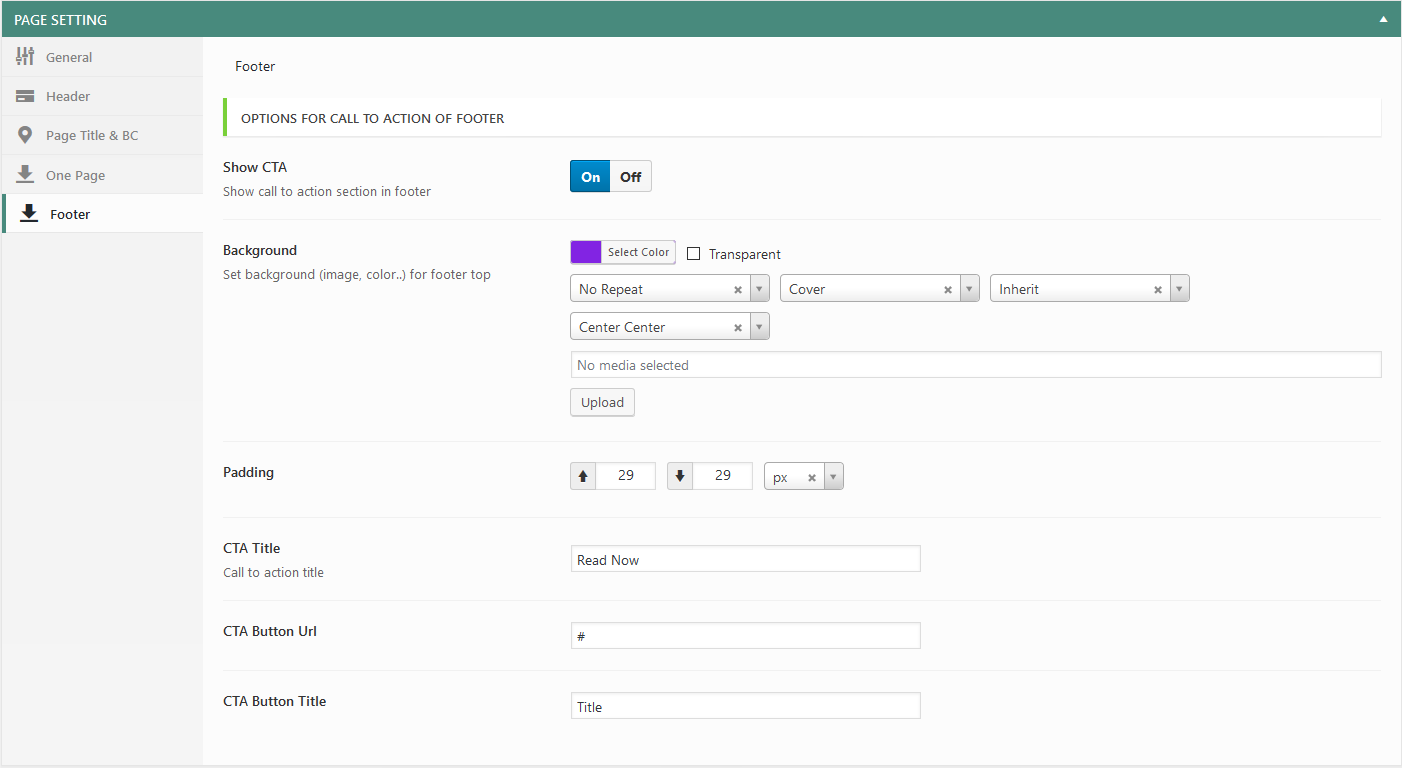 PAGE SETTING
General
Header
Page Title & BC
One Page
Footer
Footer
OPTIONS FOR CALL TO ACTION OF FOOTER
Show CTA
Show call to action section in footer
On Off
Background
Set background (image, color..) for footer top
Select Color Transparent
No Repeat Cover Inherit
Center Center
No media selected
Upload
Padding
29 29 px
CTA Title
Call to action title
Read Now
CTA Button Url
#
CTA Button Title
Title